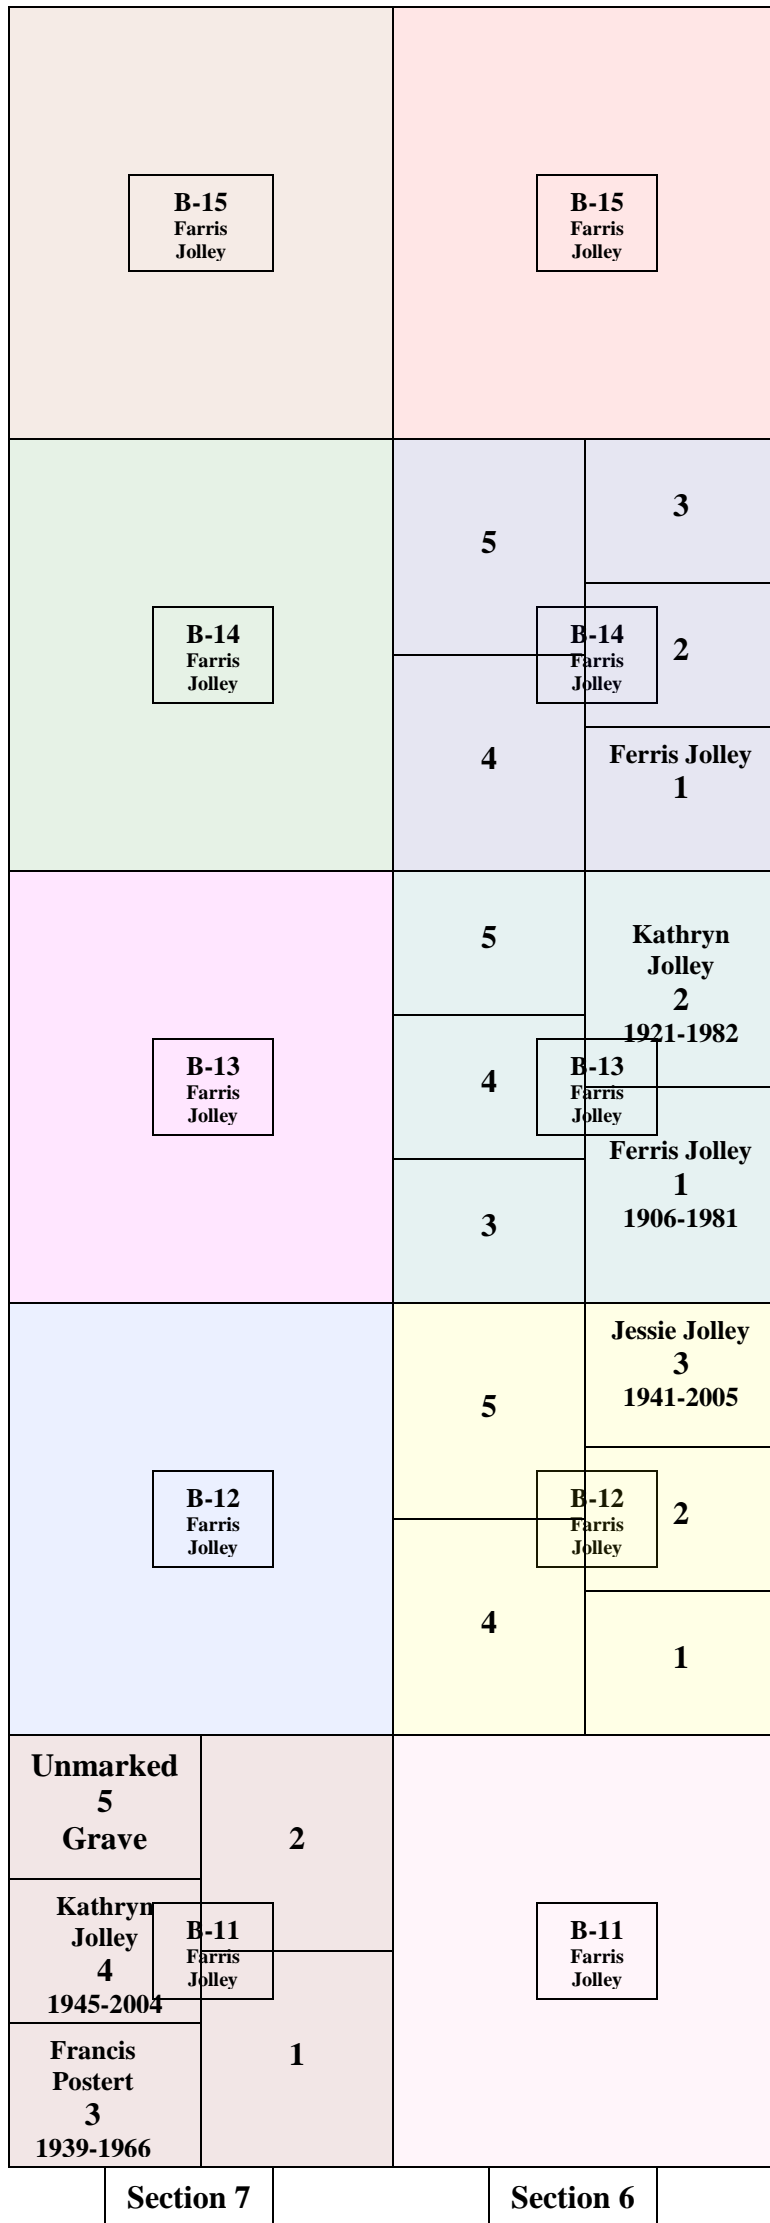 B-15
Farris
Jolley
B-15
Farris
Jolley
B-14
Farris
Jolley
5
3
B-14
Farris
Jolley
2
4
Ferris Jolley
1
B-13
Farris
Jolley
5
Kathryn
Jolley
2
1921-1982
4
B-13
Farris
Jolley
3
Ferris Jolley
1
1906-1981
B-12
Farris
Jolley
5
Jessie Jolley
3
1941-2005
B-12
Farris
Jolley
2
4
1
Unmarked
5
Grave
2
Kathryn
Jolley
4
1945-2004
B-11
Farris
Jolley
Francis
Postert
3
1939-1966
1
B-11
Farris
Jolley
Section 7
Section 6